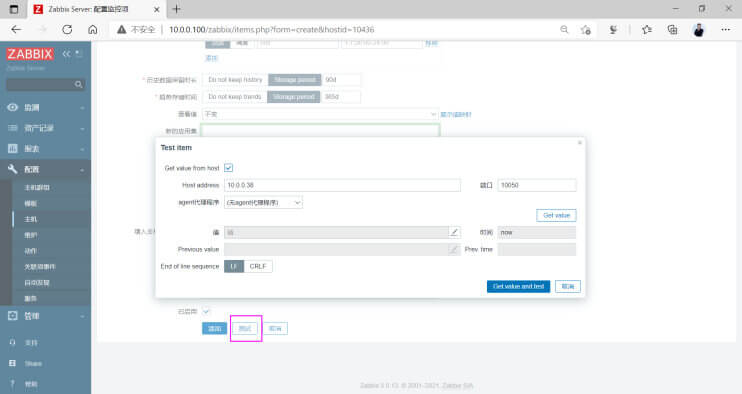 Zabbix Server: 配置监控项
不安全 | 10.0.0.100/zabbix/items.php?form=create&hostid=10436
ZABBIX
Zabbix Server
监测
资产记录
报表
配置
主机群组
模板
主机
维护
动作
关联项事件
自动发现
服务
管理
支持
Share
帮助
添加
* 历史数据保留时长 Do not keep history Storage period 90d
* 趋势存储时间 Do not keep trends Storage period 365d
查看值 不变 展示值映射
新的应用集
Test item
Get value from host
Host address 10.0.0.38 端口 10050
agent代理程序 (无agent代理程序)
Get value
值 值 时间 now
Previous value Prev. time
End of line sequence LF CRLF
Get value and test 取消
已启用
添加 测试 取消
Zabbix 5.0.13. © 2001–2021, Zabbix SIA